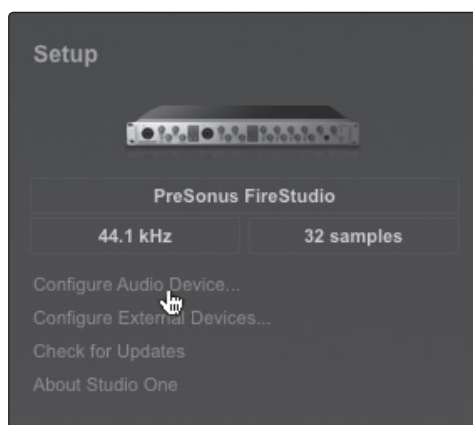 Setup
PreSonus FireStudio
44.1 kHz 32 samples
Configure Audio Device...
Configure External Devices...
Check for Updates
About Studio One